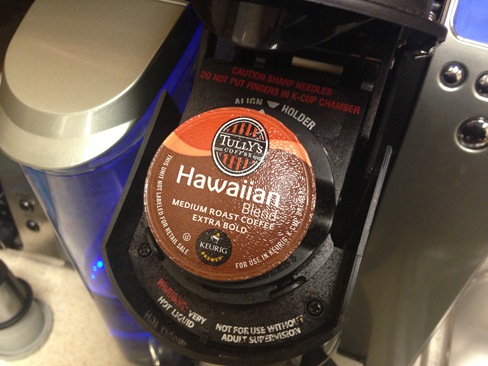 CAUTION SHARP NEEDLES
DO NOT PUT FINGERS IN K-CUP CHAMBER
ALIGN HOLDER
TULLY'S
COFFEE
Hawaiian
Blend
MEDIUM ROAST COFFEE
EXTRA BOLD
KEURIG
BREWED
THIS UNIT NOT LABELED FOR RETAIL SALE
U
FOR USE IN KEURIG K-CUP
WARNING: VERY
HOT LIQUID
NOT FOR USE WITHOUT
ADULT SUPERVISION